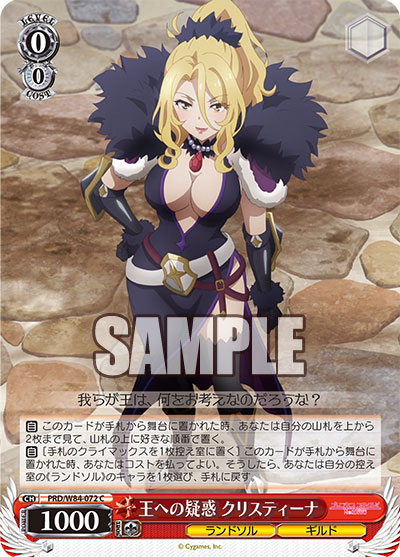 LEVEL
0
0
COST
SAMPLE
我らが王は、何をお考えなのだろうな？
自 このカードが手札から舞台に置かれた時、あなたは自分の山札を上から
2枚まで見て、山札の上に好きな順番で置く。
自 ［手札のクライマックスを1枚控え室に置く］ このカードが手札から舞台
に置かれた時、あなたはコストを払ってよい。そうしたら、あなたは自分の控え
室の《ギルド》のキャラを1枚選び、手札に戻す。
CH PRD/W84-072 C
POWER
1000
王への疑惑 クリスティーナ
ランドソル
ギルド
© Cygames, Inc.